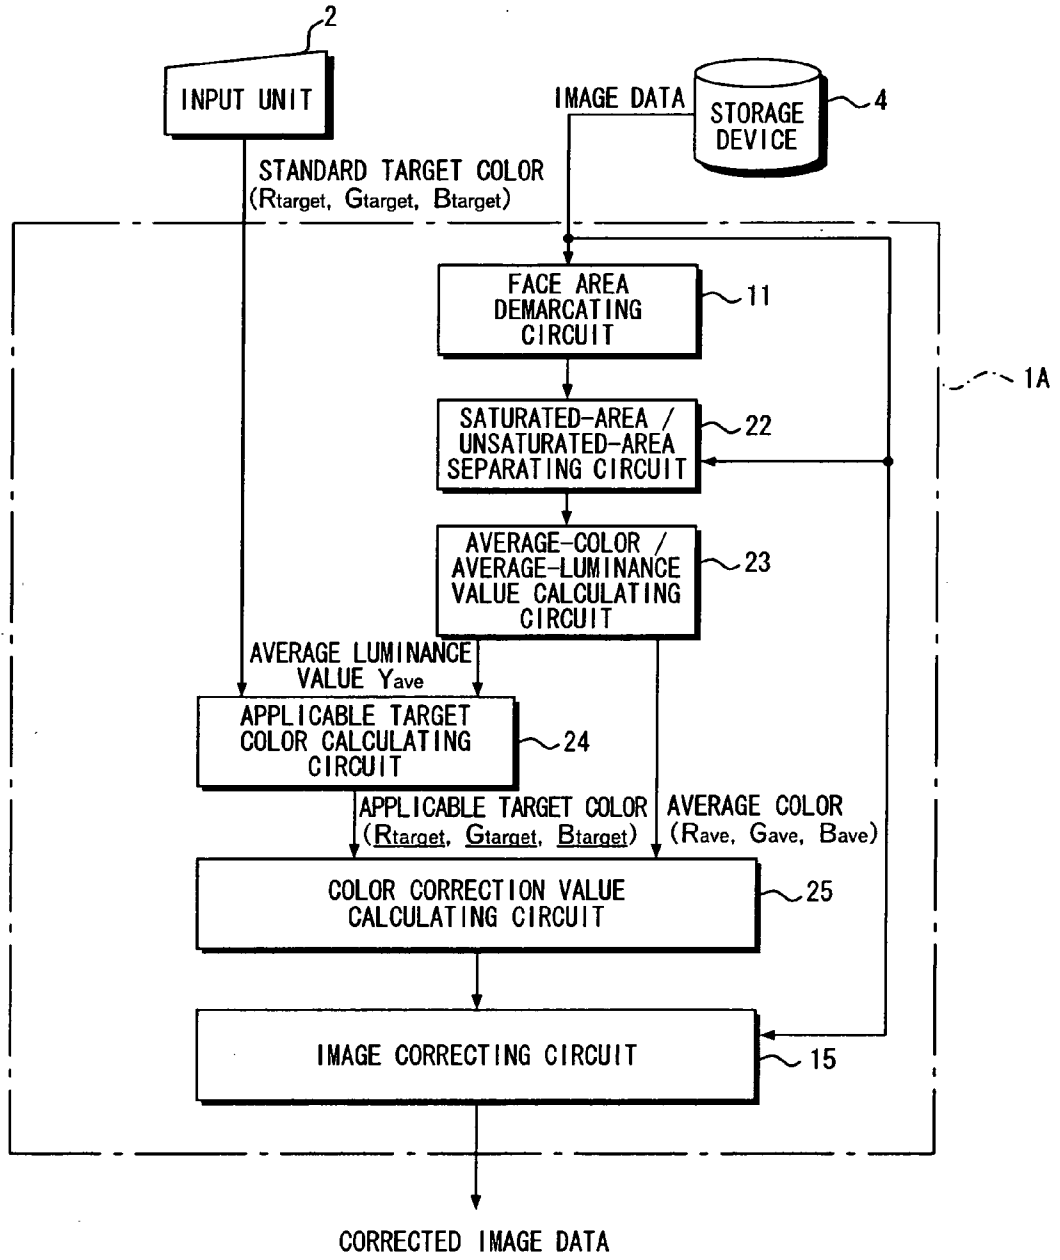 2
INPUT UNIT
IMAGE DATA
STORAGE
DEVICE
4
STANDARD TARGET COLOR
(Rtarget, Gtarget, Btarget)
FACE AREA
DEMARCATING
CIRCUIT
11
1A
SATURATED-AREA /
UNSATURATED-AREA
SEPARATING CIRCUIT
22
AVERAGE-COLOR /
AVERAGE-LUMINANCE
VALUE CALCULATING
CIRCUIT
23
AVERAGE LUMINANCE
VALUE Yave
APPLICABLE TARGET
COLOR CALCULATING
CIRCUIT
24
APPLICABLE TARGET COLOR
(Rtarget, Gtarget, Btarget)
AVERAGE COLOR
(Rave, Gave, Bave)
COLOR CORRECTION VALUE
CALCULATING CIRCUIT
25
IMAGE CORRECTING CIRCUIT
15
CORRECTED IMAGE DATA